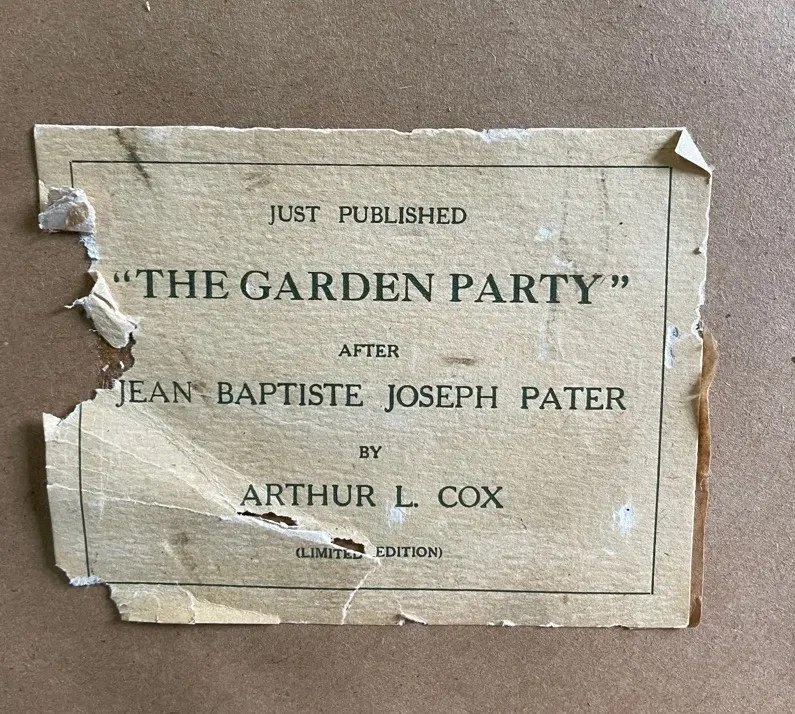 JUST PUBLISHED
“THE GARDEN PARTY”
AFTER
JEAN BAPTISTE JOSEPH PATER
BY
ARTHUR L. COX
(LIMITED EDITION)